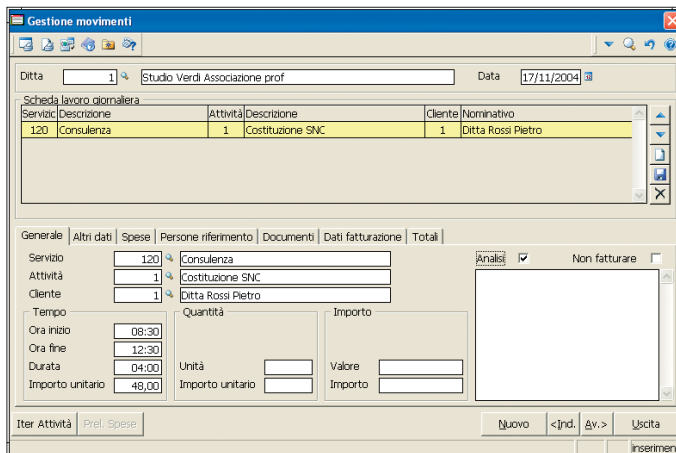 Gestione movimenti
Ditta 1 Studio Verdi Associazione prof Data 17/11/2004
Scheda lavoro giornaliera
Servizic Descrizione Attività Descrizione Cliente Nominativo
120 Consulenza 1 Costituzione SNC 1 Ditta Rossi Pietro
Generale Altri dati Spese Persone riferimento Documenti Dati fatturazione Totali
Servizio 120 Consulenza Analisi Non fatturare
Attività 1 Costituzione SNC
Cliente 1 Ditta Rossi Pietro
Tempo Quantità Importo
Ora inizio 08:30
Ora fine 12:30
Durata 04:00 Unità Valore
Importo unitario 48,00 Importo unitario Importo
Iter Attività Prel. Spese Nuovo <Ind. Av.> Uscita
inserimen